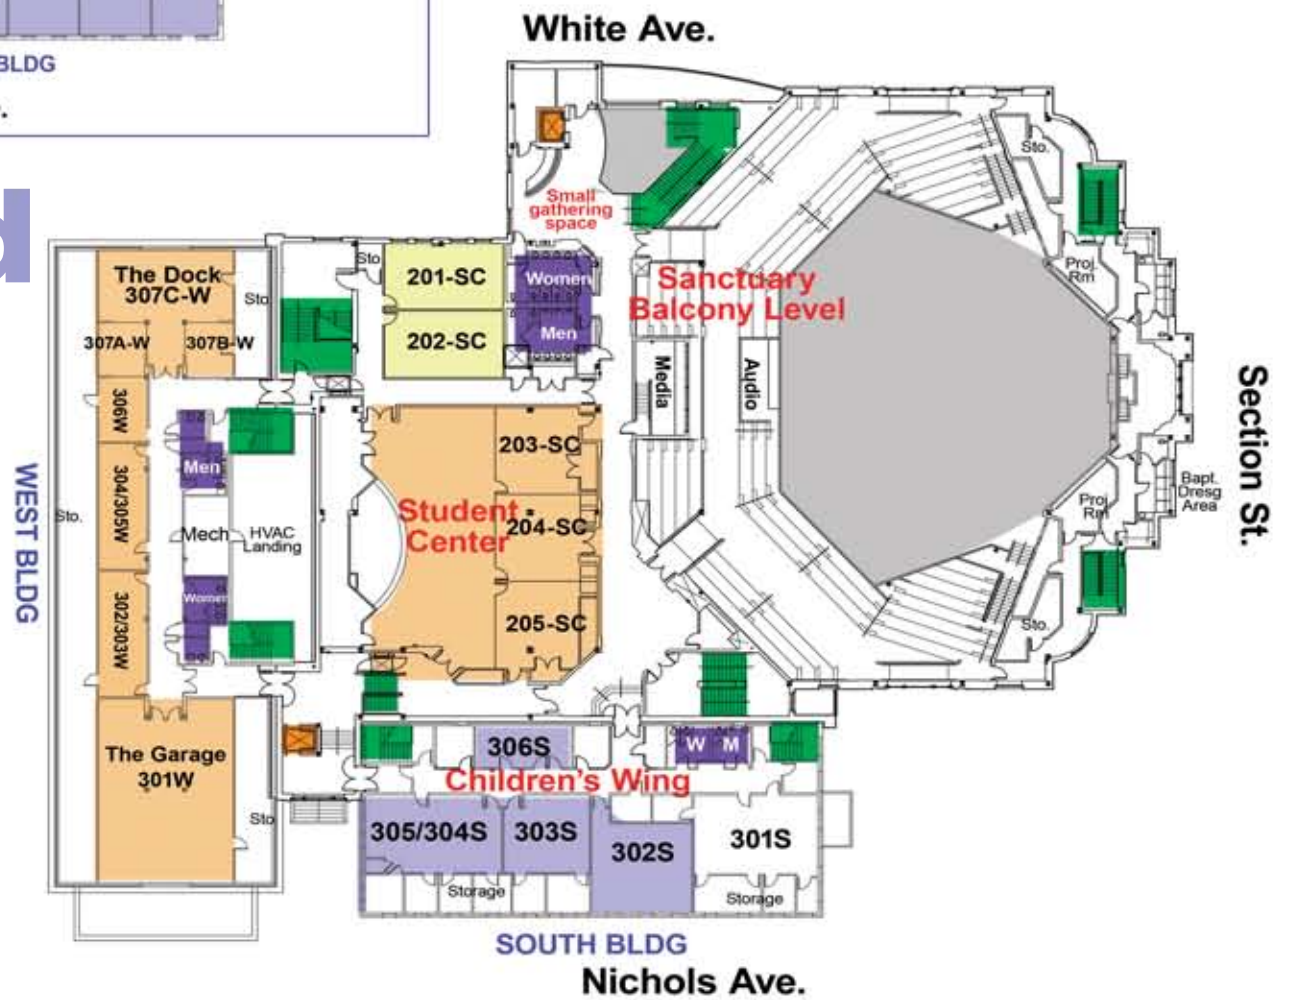 White Ave.
BLDG
d
Sto.
Small
gathering
space
Proj.
Rm
The Dock
307C-W
Sto
Sto
201-SC
Women
Sanctuary
Balcony Level
307A-W
307B-W
202-SC
Men
306W
Media
Audio
Section St.
203-SC
Men
WEST BLDG
304/305W
Sto.
Student
Center
204-SC
Mech
HVAC
Landing
Proj
Rm
Bapt.
Dresg
Area
302/303W
Women
205-SC
Sto.
The Garage
301W
306S
W M
Children's Wing
Sto
305/304S
303S
302S
301S
Storage
Storage
SOUTH BLDG
Nichols Ave.